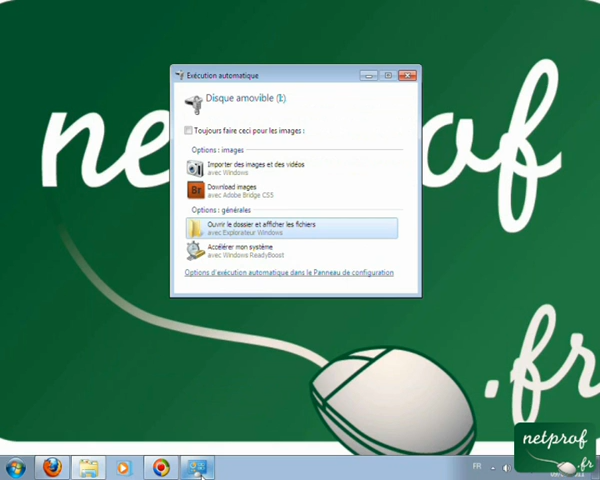 Exécution automatique
Disque amovible (I:)
Toujours faire ceci pour les images :
Options : images
Importer des images et des vidéos
avec Windows
Br
Download images
avec Adobe Bridge CS5
Options : générales
Ouvrir le dossier et afficher les fichiers
avec Explorateur Windows
Accélérer mon système
avec Windows ReadyBoost
Options d'exécution automatique dans le Panneau de configuration
netprof
.fr
FR
netprof
.fr